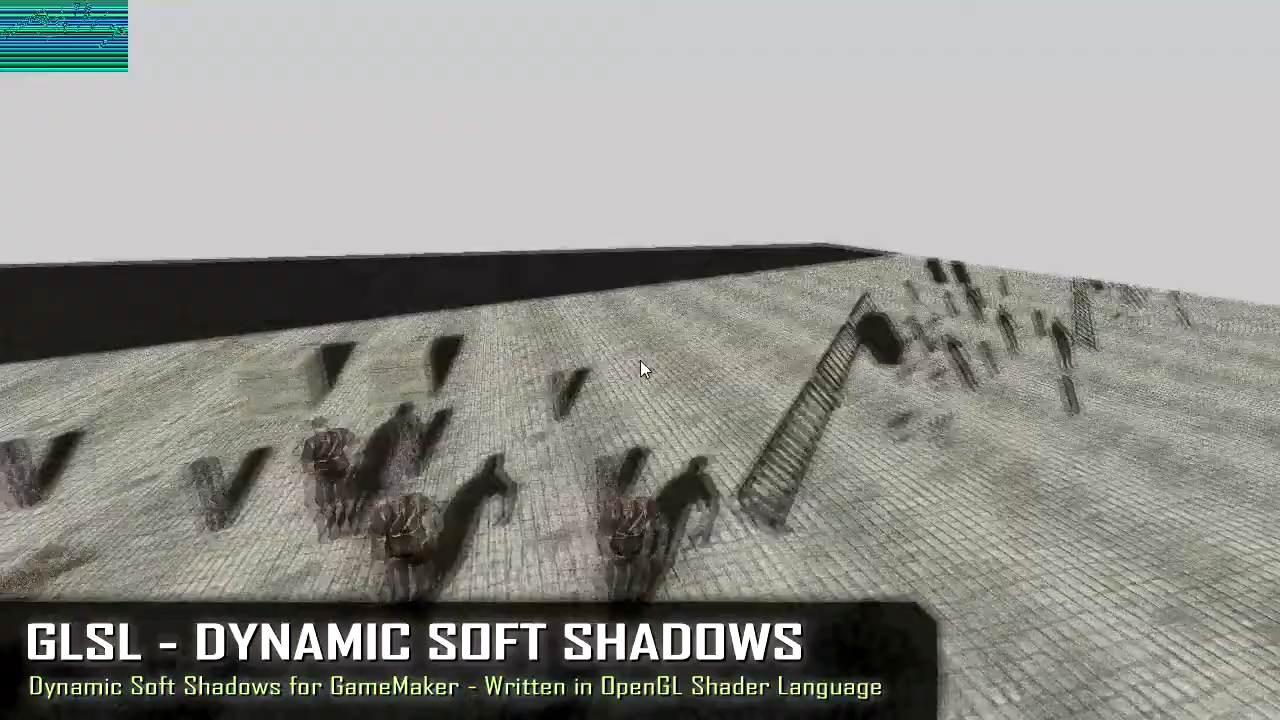 GLSL - DYNAMIC SOFT SHADOWS
Dynamic Soft Shadows for GameMaker - Written in OpenGL Shader Language